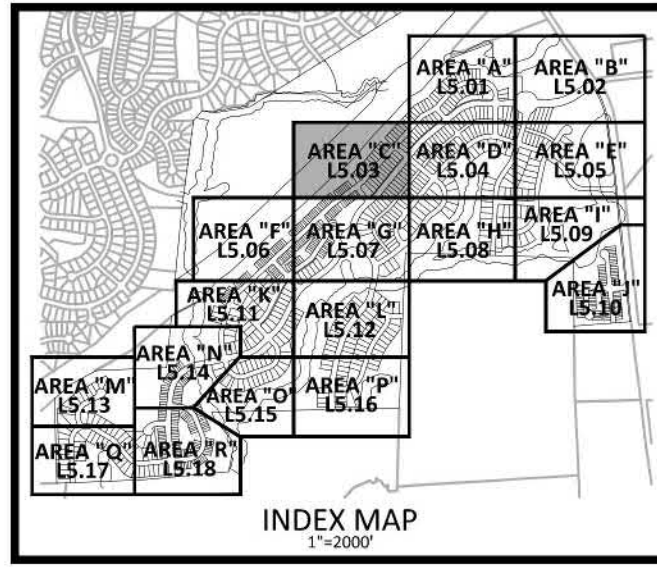 AREA "A"
L5.01
AREA "B"
L5.02
AREA "C"
L5.03
AREA "D"
L5.04
AREA "E"
L5.05
AREA "F"
L5.06
AREA "G"
L5.07
AREA "H"
L5.08
AREA "I"
L5.09
AREA "J"
L5.10
AREA "K"
L5.11
AREA "L"
L5.12
AREA "M"
L5.13
AREA "N"
L5.14
AREA "O"
L5.15
AREA "P"
L5.16
AREA "Q"
L5.17
AREA "R"
L5.18
INDEX MAP
1"=2000'